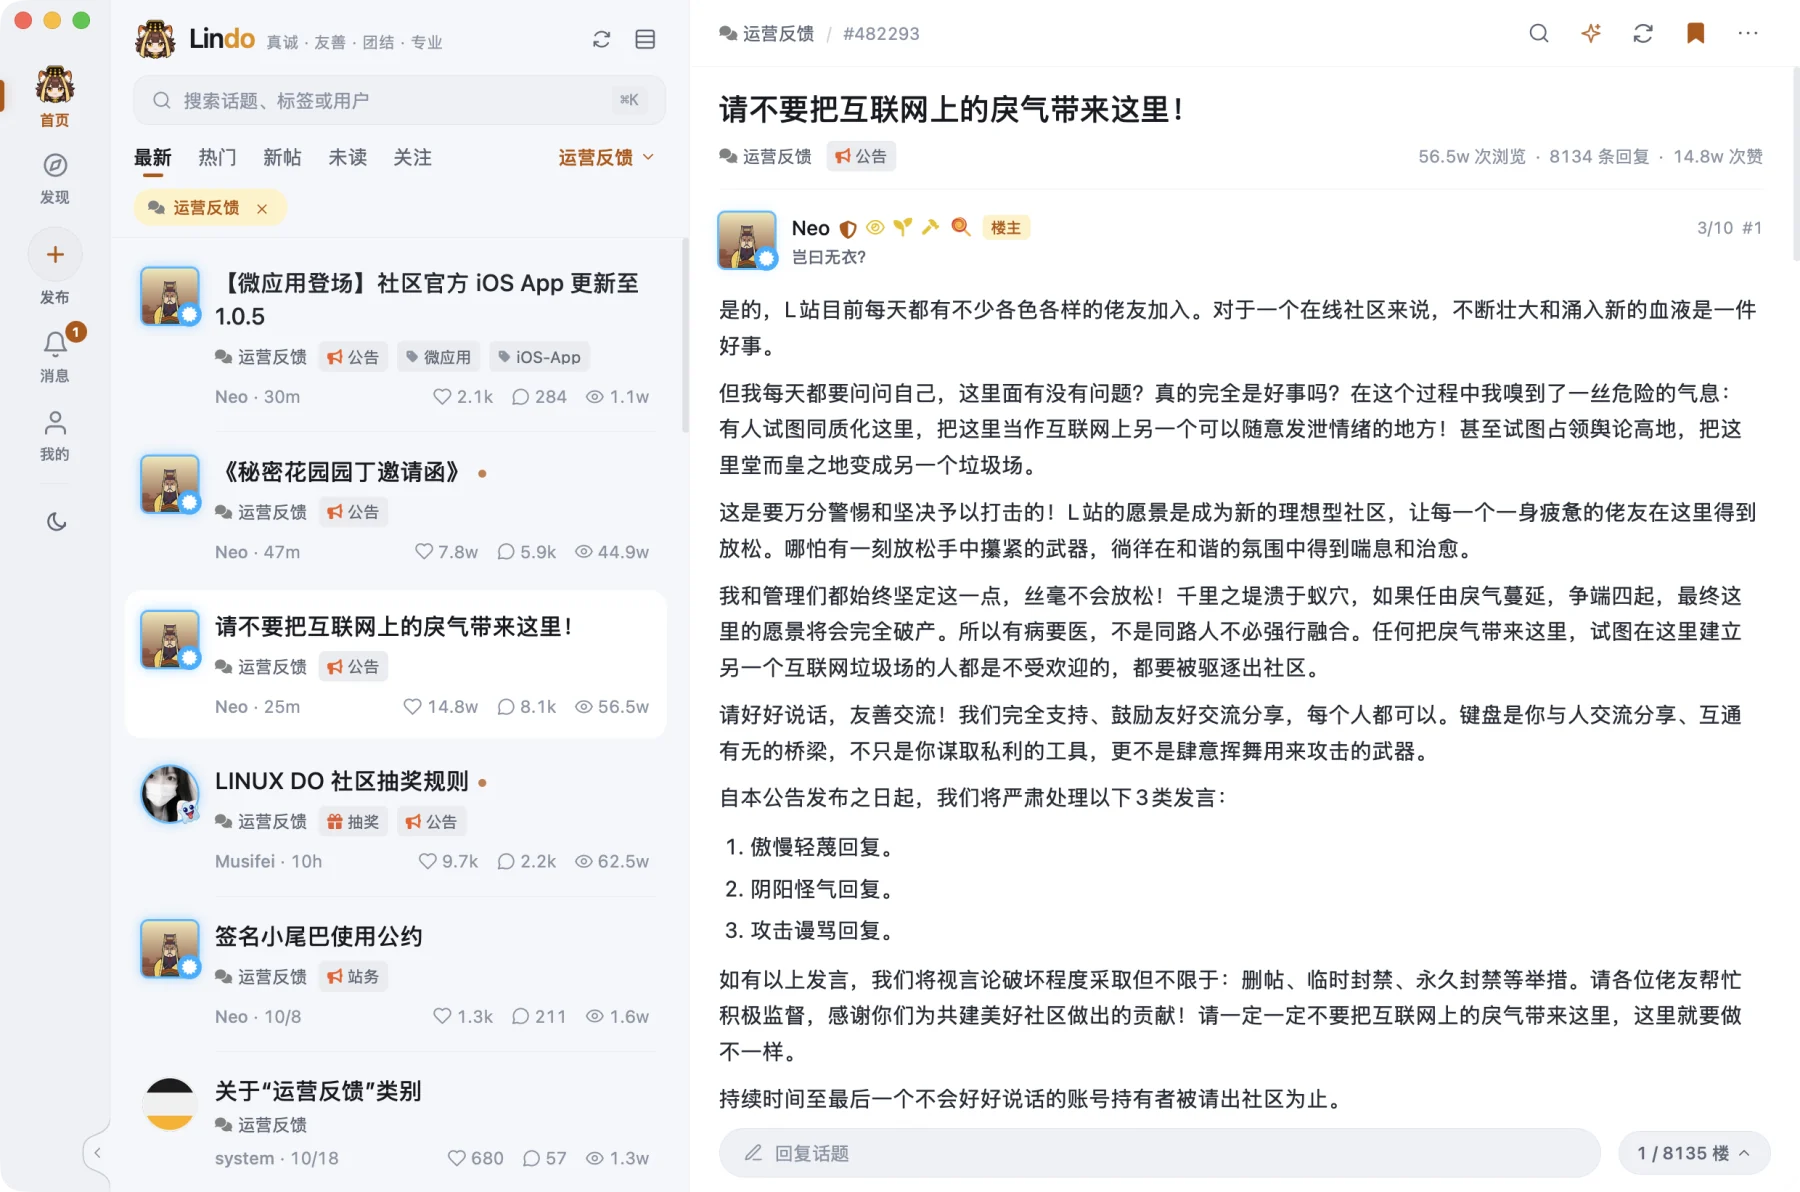 首页
发现
发布
1
消息
我的
Lindo 真诚 · 友善 · 团结 · 专业
搜索话题、标签或用户 ⌘K
最新 热门 新帖 未读 关注 运营反馈
运营反馈 ×
【微应用登场】社区官方 iOS App 更新至
1.0.5
运营反馈 公告 微应用 iOS-App
Neo · 30m 2.1k 284 1.1w
《秘密花园园丁邀请函》
运营反馈 公告
Neo · 47m 7.8w 5.9k 44.9w
请不要把互联网上的戾气带来这里！
运营反馈 公告
Neo · 25m 14.8w 8.1k 56.5w
LINUX DO 社区抽奖规则
运营反馈 抽奖 公告
Musifei · 10h 9.7k 2.2k 62.5w
签名小尾巴使用公约
运营反馈 站务
Neo · 10/8 1.3k 211 1.6w
关于“运营反馈”类别
运营反馈
system · 10/18 680 57 1.3w
运营反馈 / #482293
请不要把互联网上的戾气带来这里！
运营反馈 公告 56.5w 次浏览 · 8134 条回复 · 14.8w 次赞
Neo 楼主 3/10 #1
岂曰无衣?
是的，L站目前每天都有不少各色各样的佬友加入。对于一个在线社区来说，不断壮大和涌入新的血液是一件
好事。
但我每天都要问问自己，这里面有没有问题？真的完全是好事吗？在这个过程中我嗅到了一丝危险的气息：
有人试图同质化这里，把这里当作互联网上另一个可以随意发泄情绪的地方！甚至试图占领舆论高地，把这
里堂而皇之地变成另一个垃圾场。
这是要万分警惕和坚决予以打击的！L站的愿景是成为新的理想型社区，让每一个一身疲惫的佬友在这里得到
放松。哪怕有一刻放松手中攥紧的武器，徜徉在和谐的氛围中得到喘息和治愈。
我和管理们都始终坚定这一点，丝毫不会放松！千里之堤溃于蚁穴，如果任由戾气蔓延，争端四起，最终这
里的愿景将会完全破产。所以有病要医，不是同路人不必强行融合。任何把戾气带来这里，试图在这里建立
另一个互联网垃圾场的人都是不受欢迎的，都要被驱逐出社区。
请好好说话，友善交流！我们完全支持、鼓励友好交流分享，每个人都可以。键盘是你与人交流分享、互通
有无的桥梁，不只是你谋取私利的工具，更不是肆意挥舞用来攻击的武器。
自本公告发布之日起，我们将严肃处理以下3类发言：
1. 傲慢轻蔑回复。
2. 阴阳怪气回复。
3. 攻击谩骂回复。
如有以上发言，我们将视言论破坏程度采取但不限于：删帖、临时封禁、永久封禁等举措。请各位佬友帮忙
积极监督，感谢你们为共建美好社区做出的贡献！请一定一定不要把互联网上的戾气带来这里，这里就要做
不一样。
持续时间至最后一个不会好好说话的账号持有者被请出社区为止。
回复话题 1 / 8135 楼